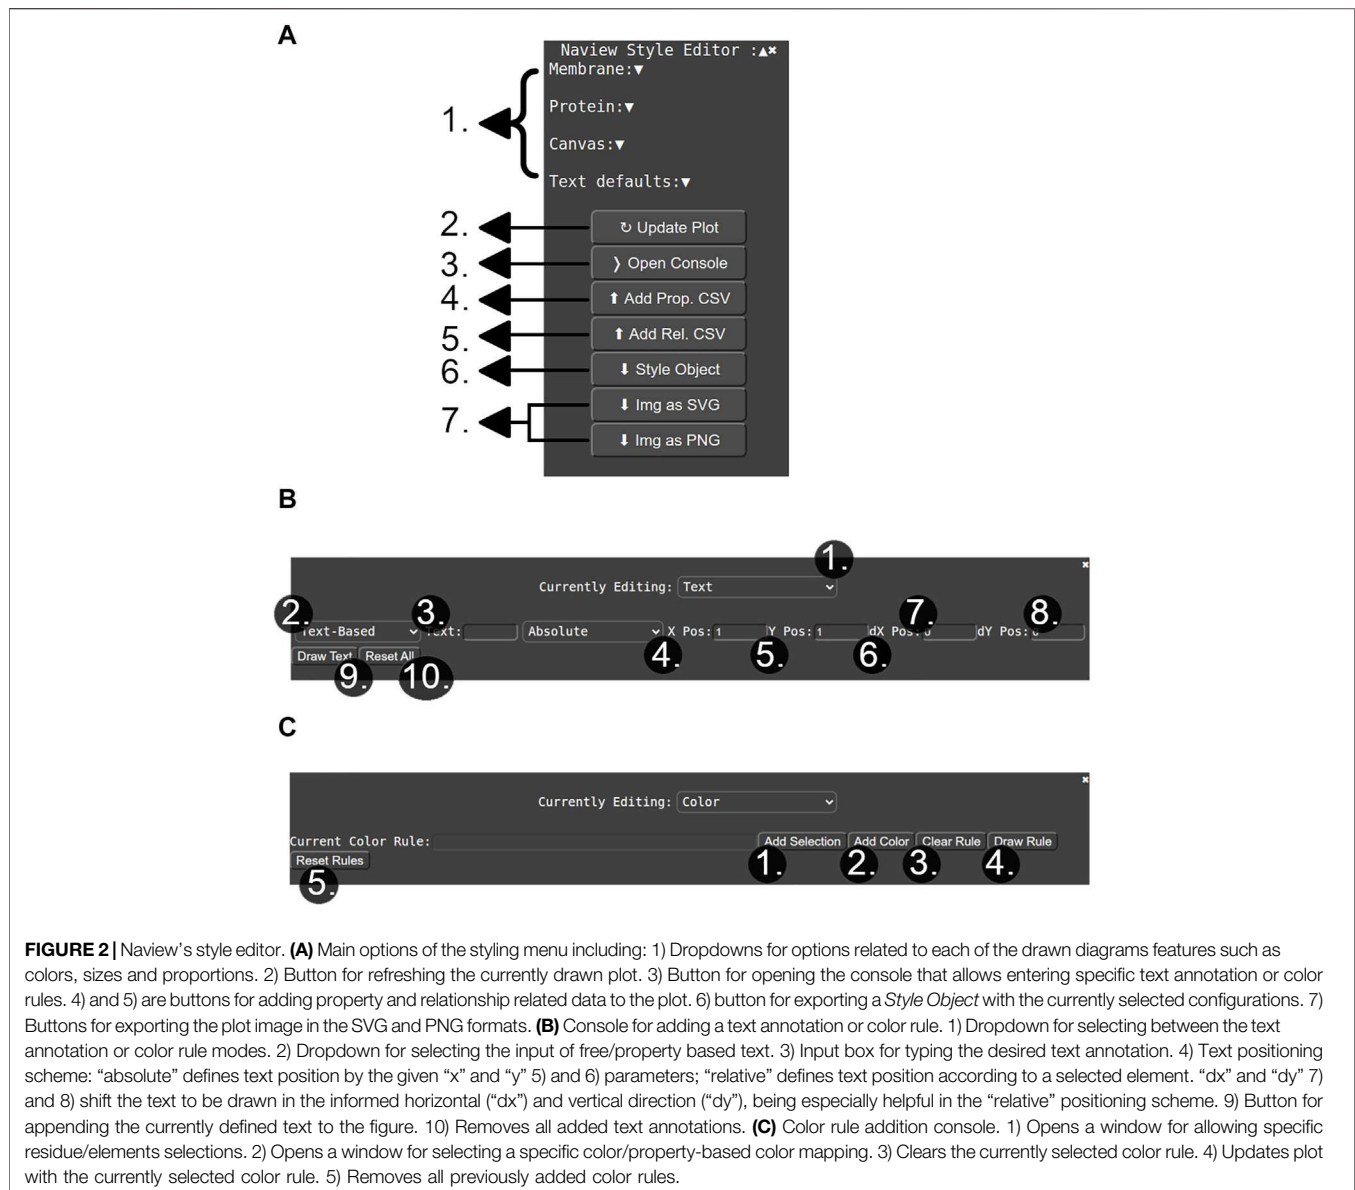 A
Naview Style Editor :▲✖
Membrane:▼
1.
Protein:▼
Canvas:▼
Text defaults:▼
2.
↻ Update Plot
3.
❭ Open Console
4.
⬆ Add Prop. CSV
5.
⬆ Add Rel. CSV
6.
⬇ Style Object
7.
⬇ Img as SVG
⬇ Img as PNG
B
1.
✖
Currently Editing: Text
2. 3. 7. 8.
Text-Based Text: Absolute X Pos: 1 Y Pos: 1 dX Pos: 0 dY Pos: 0
4. 5. 6.
Draw Text Reset All
9. 10.
C
✖
Currently Editing: Color
Current Color Rule: Add Selection Add Color Clear Rule Draw Rule
Reset Rules 1. 2. 3. 4.
5.
FIGURE 2 | Naview's style editor. (A) Main options of the styling menu including: 1) Dropdowns for options related to each of the drawn diagrams features such as
colors, sizes and proportions. 2) Button for refreshing the currently drawn plot. 3) Button for opening the console that allows entering specific text annotation or color
rules. 4) and 5) are buttons for adding property and relationship related data to the plot. 6) button for exporting a Style Object with the currently selected configurations. 7)
Buttons for exporting the plot image in the SVG and PNG formats. (B) Console for adding a text annotation or color rule. 1) Dropdown for selecting between the text
annotation or color rule modes. 2) Dropdown for selecting the input of free/property based text. 3) Input box for typing the desired text annotation. 4) Text positioning
scheme: “absolute” defines text position by the given “x” and “y” 5) and 6) parameters; “relative” defines text position according to a selected element. “dx” and “dy” 7)
and 8) shift the text to be drawn in the informed horizontal (“dx”) and vertical direction (“dy”), being especially helpful in the “relative” positioning scheme. 9) Button for
appending the currently defined text to the figure. 10) Removes all added text annotations. (C) Color rule addition console. 1) Opens a window for allowing specific
residue/elements selections. 2) Opens a window for selecting a specific color/property-based color mapping. 3) Clears the currently selected color rule. 4) Updates plot
with the currently selected color rule. 5) Removes all previously added color rules.